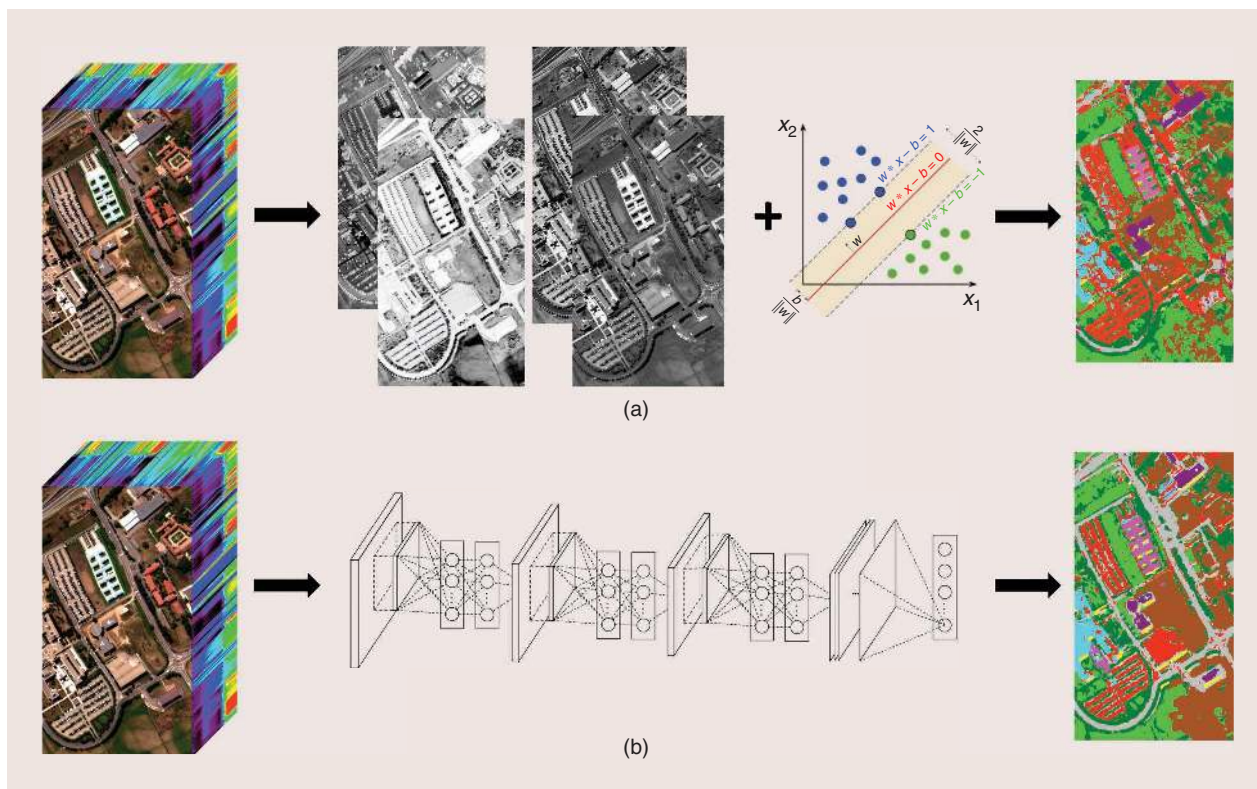 x2
w * x – b = 1
2
||w||
w * x – b = 0
w * x – b = –1
w
b
||w||
x1
(a)
(b)